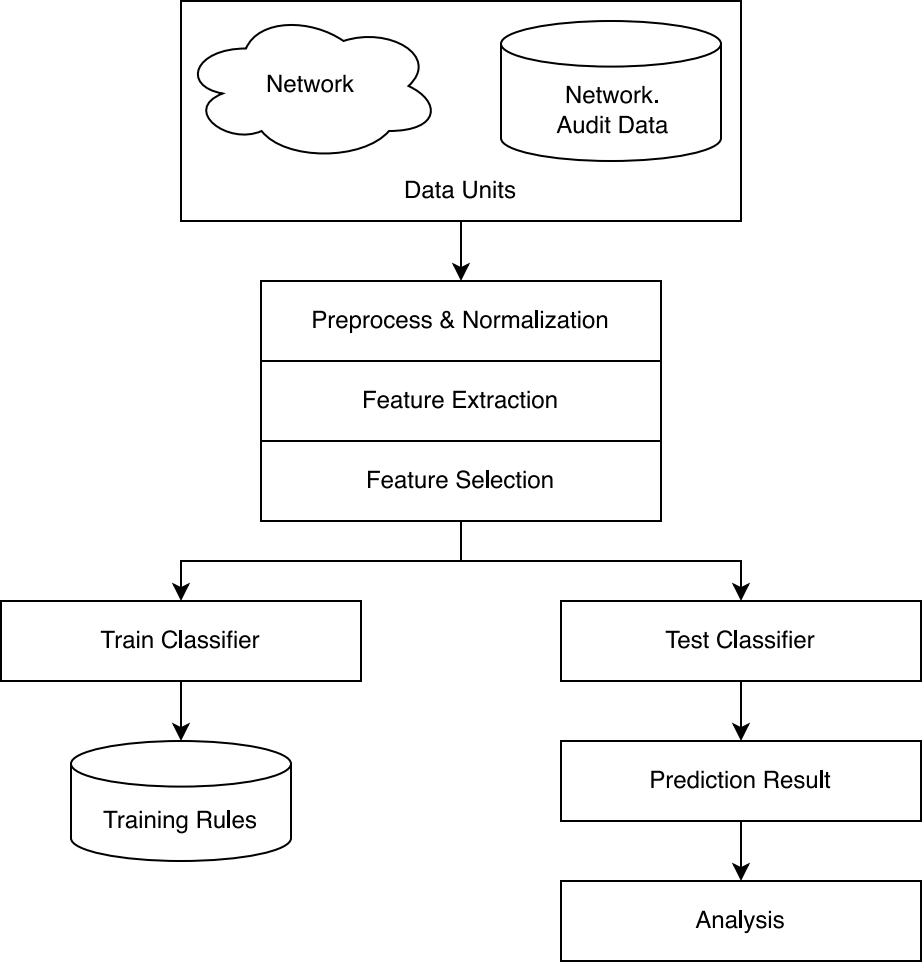 Network
Network.
Audit Data
Data Units
Preprocess & Normalization
Feature Extraction
Feature Selection
Train Classifier
Test Classifier
Training Rules
Prediction Result
Analysis